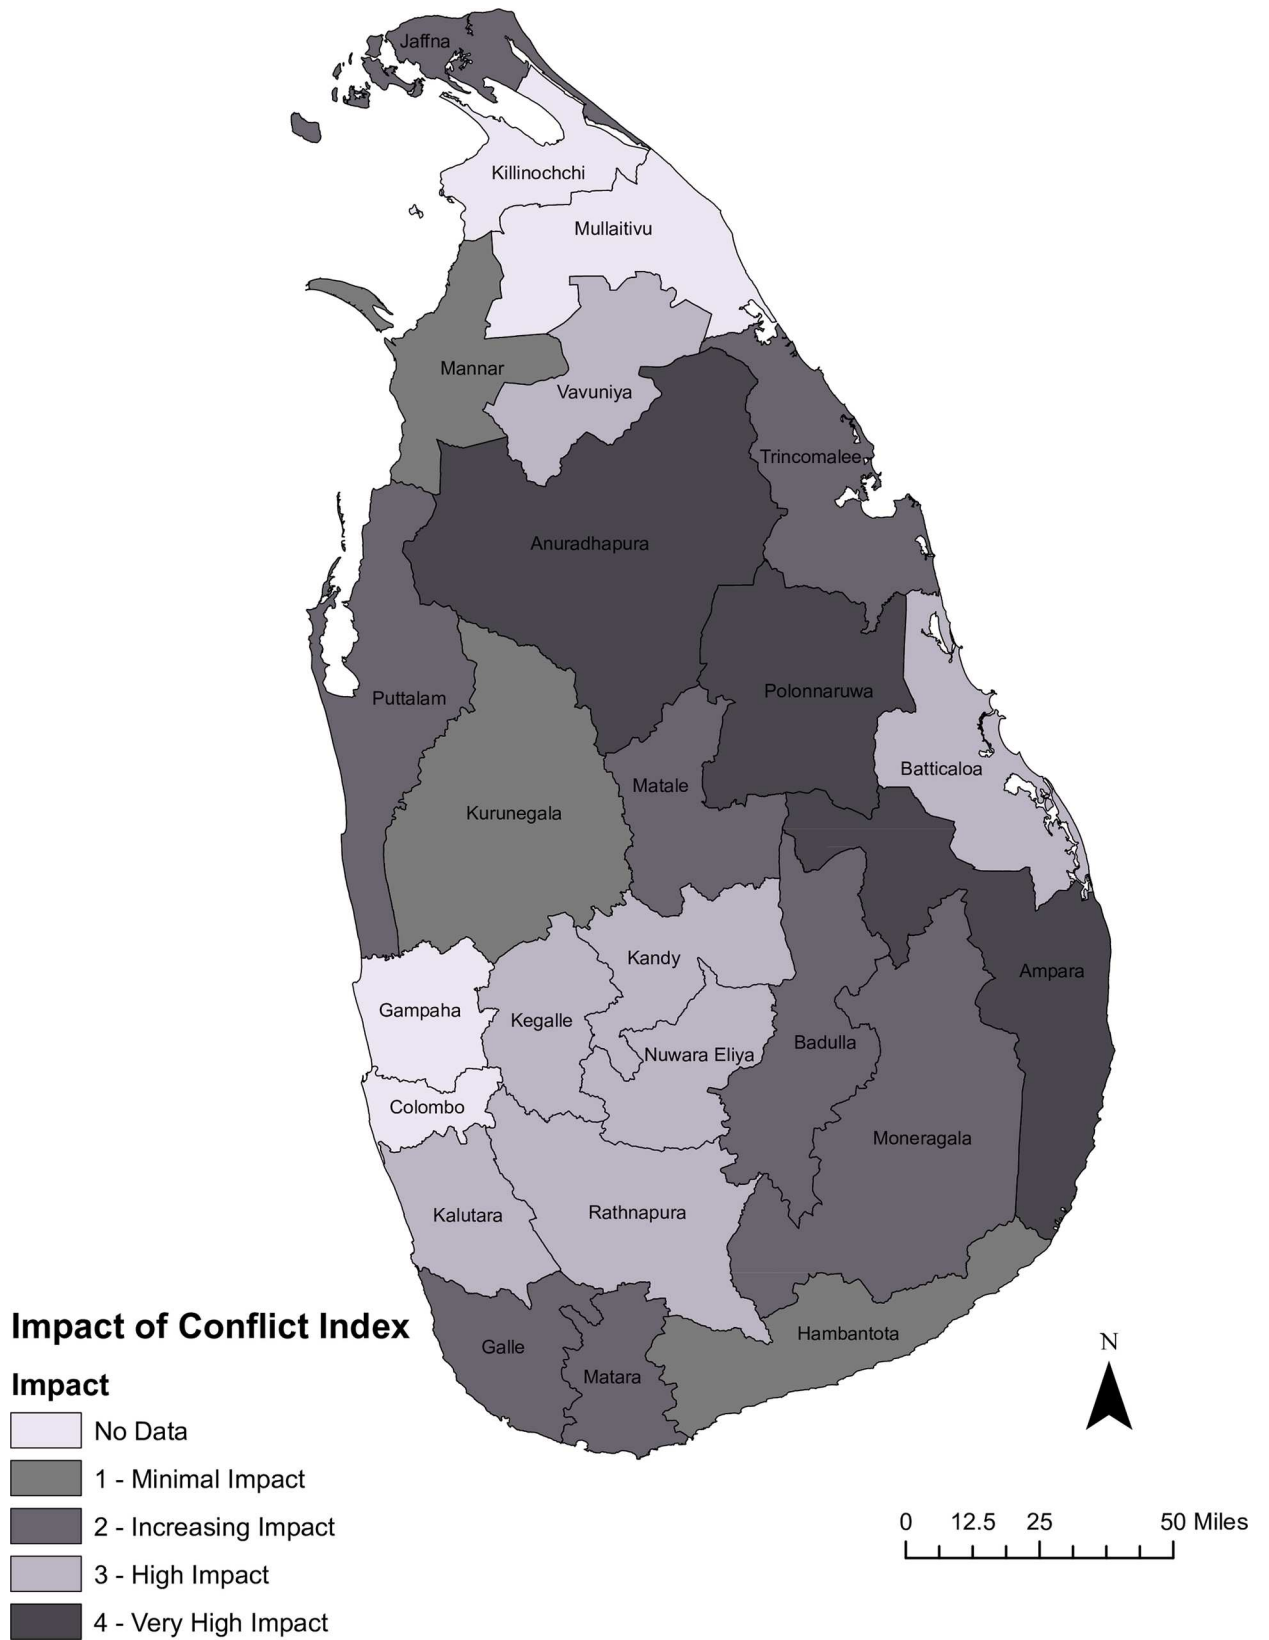 Jaffna
Killinochchi
Mullaitivu
Mannar
Vavuniya
Trincomalee
Anuradhapura
Polonnaruwa
Puttalam
Batticaloa
Matale
Kurunegala
Kandy
Ampara
Gampaha
Kegalle
Badulla
Nuwara Eliya
Colombo
Moneragala
Rathnapura
Kalutara
Hambantota
Galle
Matara
Impact of Conflict Index
Impact
No Data
1 - Minimal Impact
2 - Increasing Impact
3 - High Impact
4 - Very High Impact
N
0 12.5 25 50 Miles